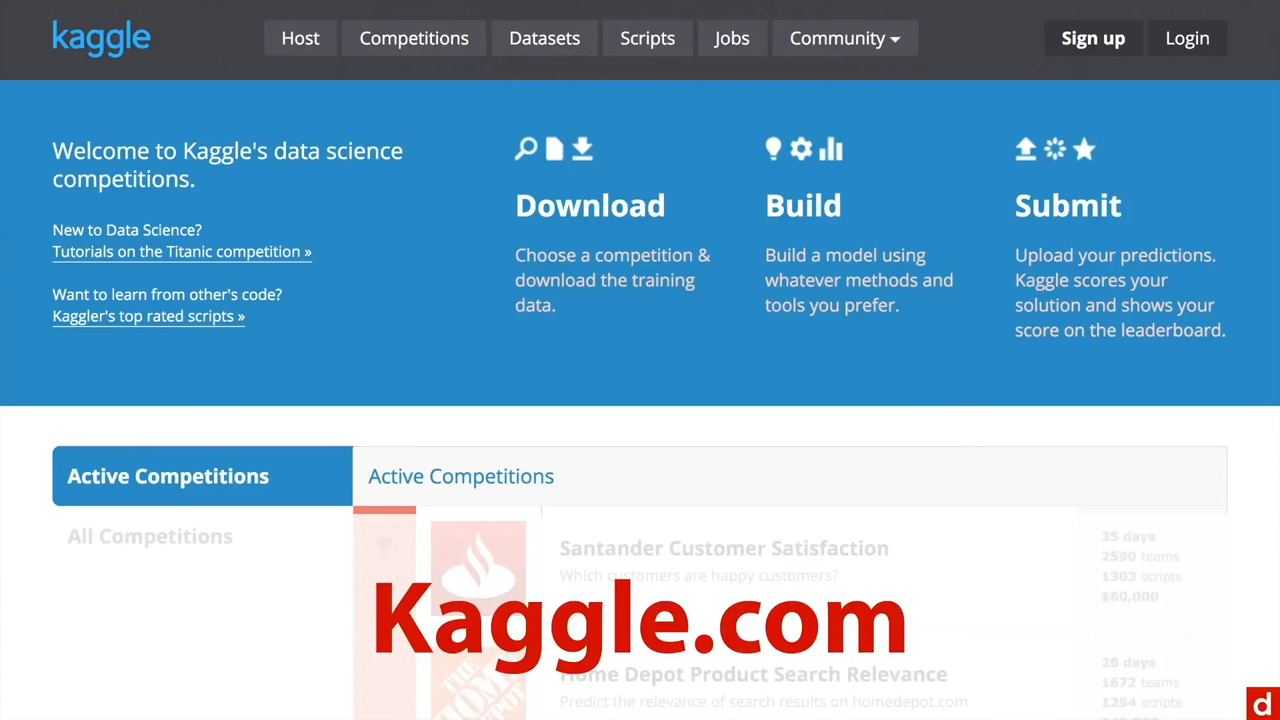 kaggle
Host
Competitions
Datasets
Scripts
Jobs
Community
Sign up
Login
Welcome to Kaggle's data science
competitions.
New to Data Science?
Tutorials on the Titanic competition »
Want to learn from other's code?
Kaggler's top rated scripts »
Download
Choose a competition &
download the training
data.
Build
Build a model using
whatever methods and
tools you prefer.
Submit
Upload your predictions.
Kaggle scores your
solution and shows your
score on the leaderboard.
Active Competitions
All Competitions
Active Competitions
Santander Customer Satisfaction
Which customers are happy customers?
35 days
2590 teams
1303 scripts
$60,000
Kaggle.com
THE
HOME
Home Depot Product Search Relevance
Predict the relevance of search results on homedepot.com
28 days
1672 teams
1294 scripts
d